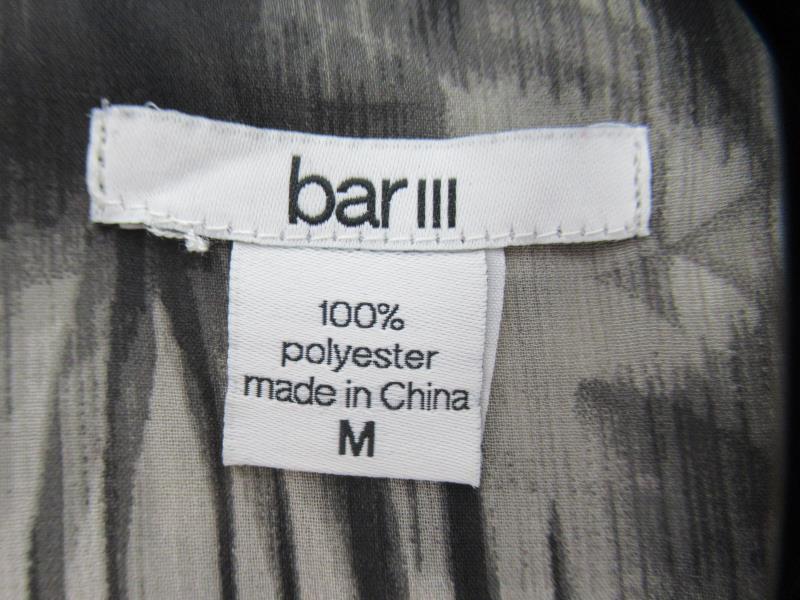 bar III
100%
polyester
made in China
M